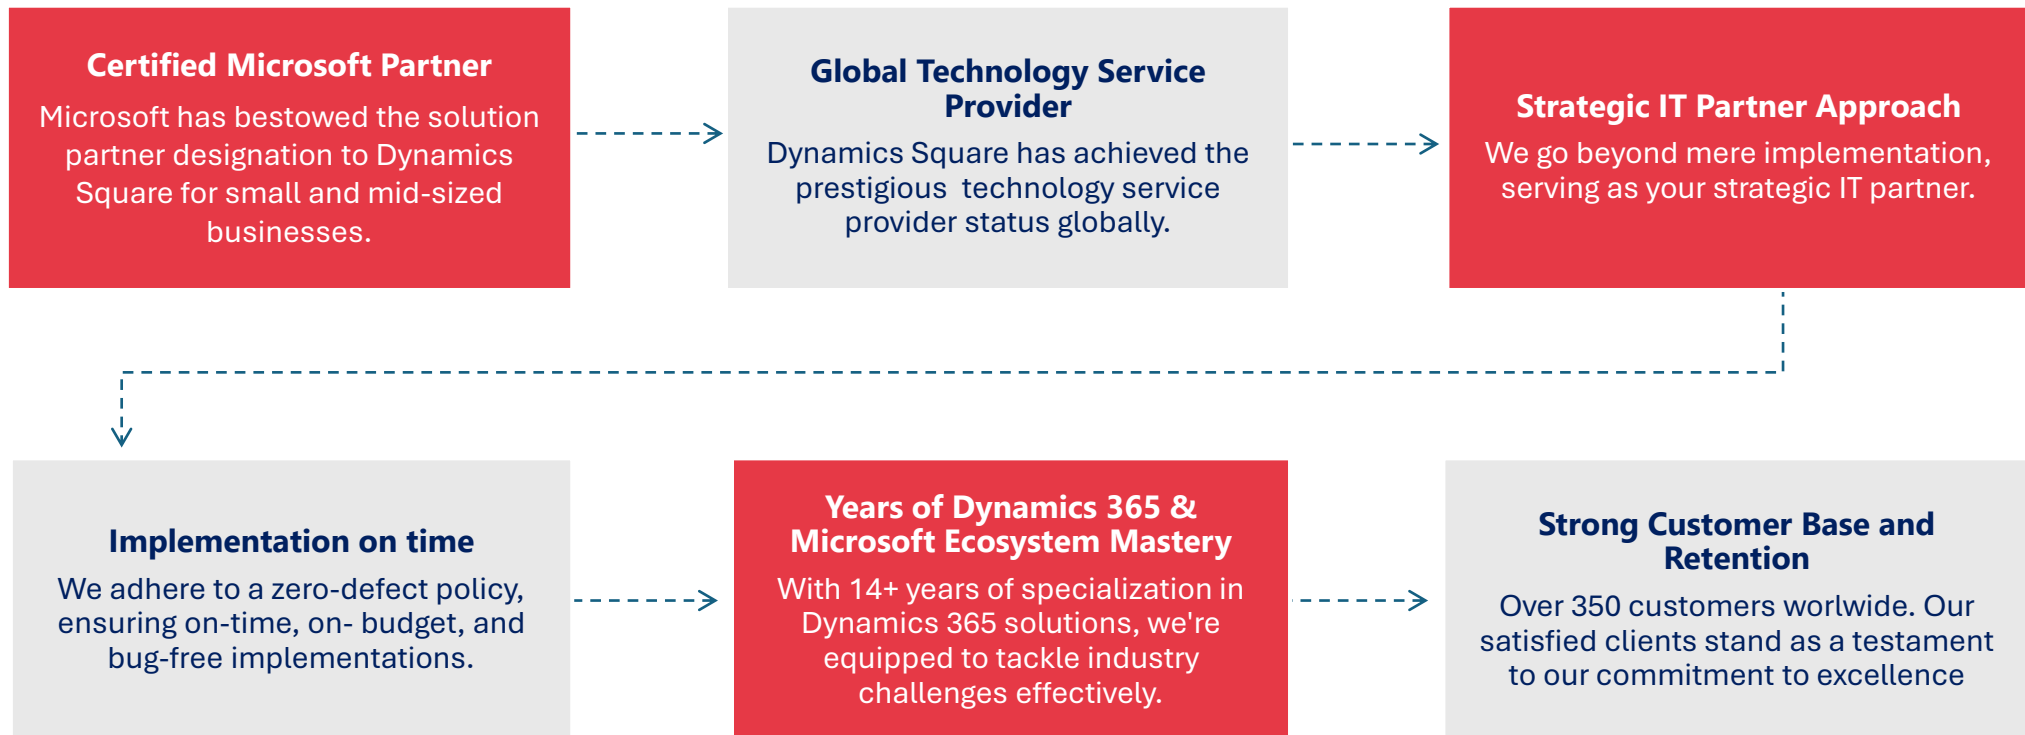 Certified Microsoft Partner
Microsoft has bestowed the solution
partner designation to Dynamics
Square for small and mid-sized
businesses.
Global Technology Service
Provider
Dynamics Square has achieved the
prestigious  technology service
provider status globally.
Strategic IT Partner Approach
We go beyond mere implementation,
serving as your strategic IT partner.
Implementation on time
We adhere to a zero-defect policy,
ensuring on-time, on- budget, and
bug-free implementations.
Years of Dynamics 365 &
Microsoft Ecosystem Mastery
With 14+ years of specialization in
Dynamics 365 solutions, we're
equipped to tackle industry
challenges effectively.
Strong Customer Base and
Retention
Over 350 customers worlwide. Our
satisfied clients stand as a testament
to our commitment to excellence